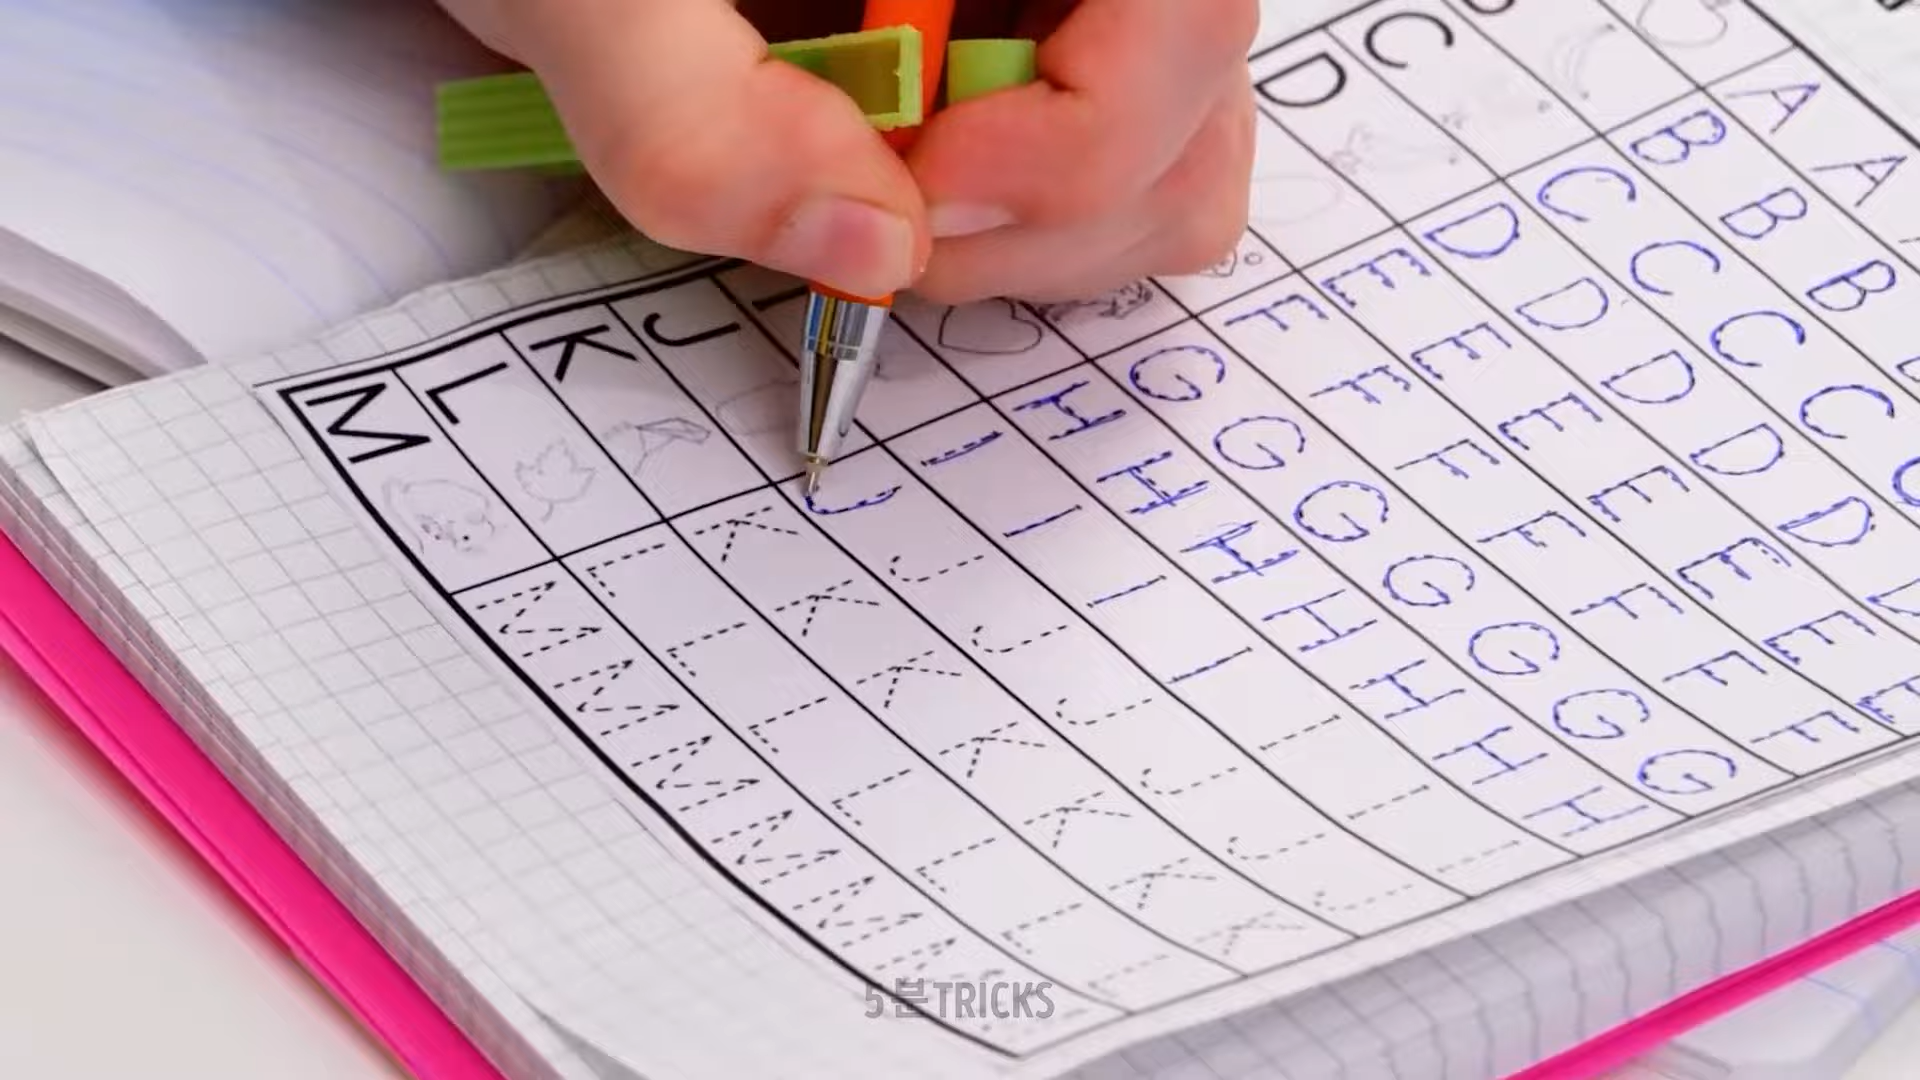 A A
B B B
C C C C C
D D D D D D
E E E E E E E
F F F F F F F
G G G G G G G
H H H H H H H
I I I I I I I
J J J J J J J J
K K K K K K K K
L L L L L L L L
M M M M M M M M
5분TRICKS